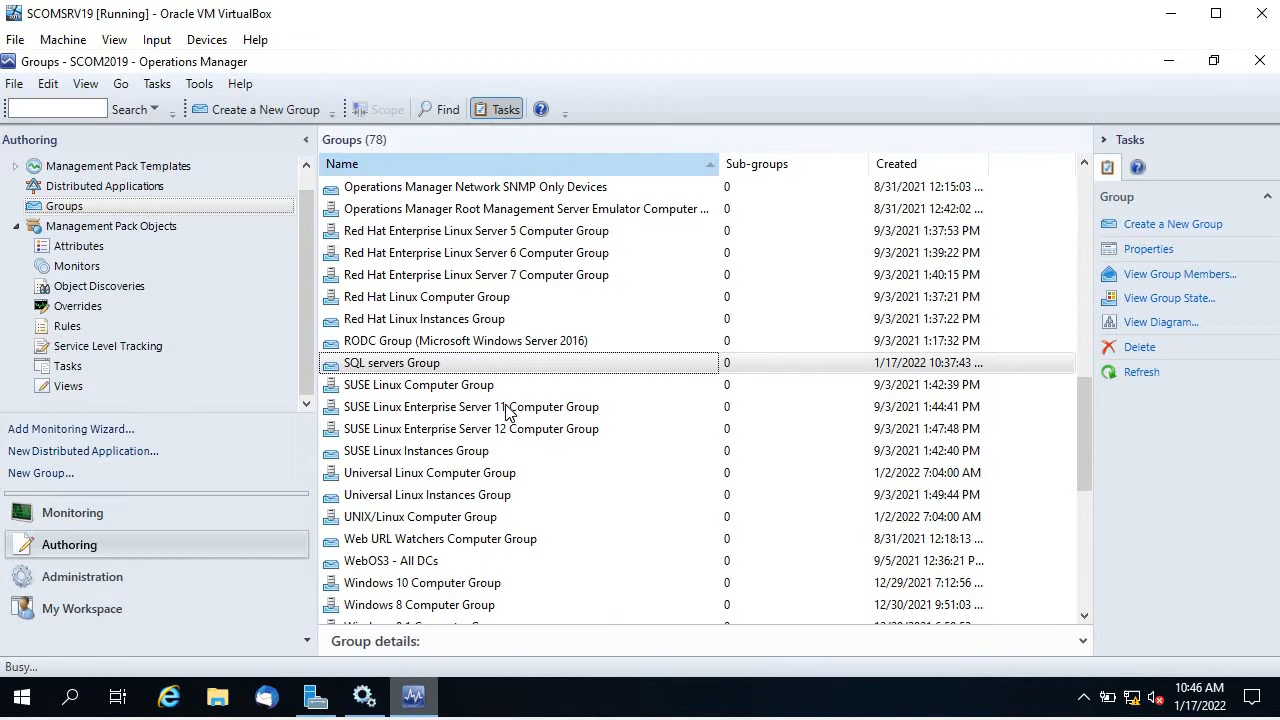 SCOMSRV19 [Running] - Oracle VM VirtualBox
File Machine View Input Devices Help
Groups - SCOM2019 - Operations Manager
File Edit View Go Tasks Tools Help
Search Create a New Group Scope Find Tasks
Authoring
Management Pack Templates
Distributed Applications
Groups
Management Pack Objects
Attributes
Monitors
Object Discoveries
Overrides
Rules
Service Level Tracking
Tasks
Views
Add Monitoring Wizard...
New Distributed Application...
New Group...
Monitoring
Authoring
Administration
My Workspace
Groups (78)
Name Sub-groups Created
Operations Manager Network SNMP Only Devices 0 8/31/2021 12:15:03 ...
Operations Manager Root Management Server Emulator Computer ... 0 8/31/2021 12:42:02 ...
Red Hat Enterprise Linux Server 5 Computer Group 0 9/3/2021 1:37:53 PM
Red Hat Enterprise Linux Server 6 Computer Group 0 9/3/2021 1:39:22 PM
Red Hat Enterprise Linux Server 7 Computer Group 0 9/3/2021 1:40:15 PM
Red Hat Linux Computer Group 0 9/3/2021 1:37:21 PM
Red Hat Linux Instances Group 0 9/3/2021 1:37:22 PM
RODC Group (Microsoft Windows Server 2016) 0 9/3/2021 1:17:32 PM
SQL servers Group 0 1/17/2022 10:37:43 ...
SUSE Linux Computer Group 0 9/3/2021 1:42:39 PM
SUSE Linux Enterprise Server 11 Computer Group 0 9/3/2021 1:44:41 PM
SUSE Linux Enterprise Server 12 Computer Group 0 9/3/2021 1:47:48 PM
SUSE Linux Instances Group 0 9/3/2021 1:42:40 PM
Universal Linux Computer Group 0 1/2/2022 7:04:00 AM
Universal Linux Instances Group 0 9/3/2021 1:49:44 PM
UNIX/Linux Computer Group 0 1/2/2022 7:04:00 AM
Web URL Watchers Computer Group 0 8/31/2021 12:18:13 ...
WebOS3 - All DCs 0 9/5/2021 12:36:21 P...
Windows 10 Computer Group 0 12/29/2021 7:12:56 ...
Windows 8 Computer Group 0 12/30/2021 9:51:03 ...
Group details:
Tasks
Group
Create a New Group
Properties
View Group Members...
View Group State...
View Diagram...
Delete
Refresh
Busy...
10:46 AM
1/17/2022